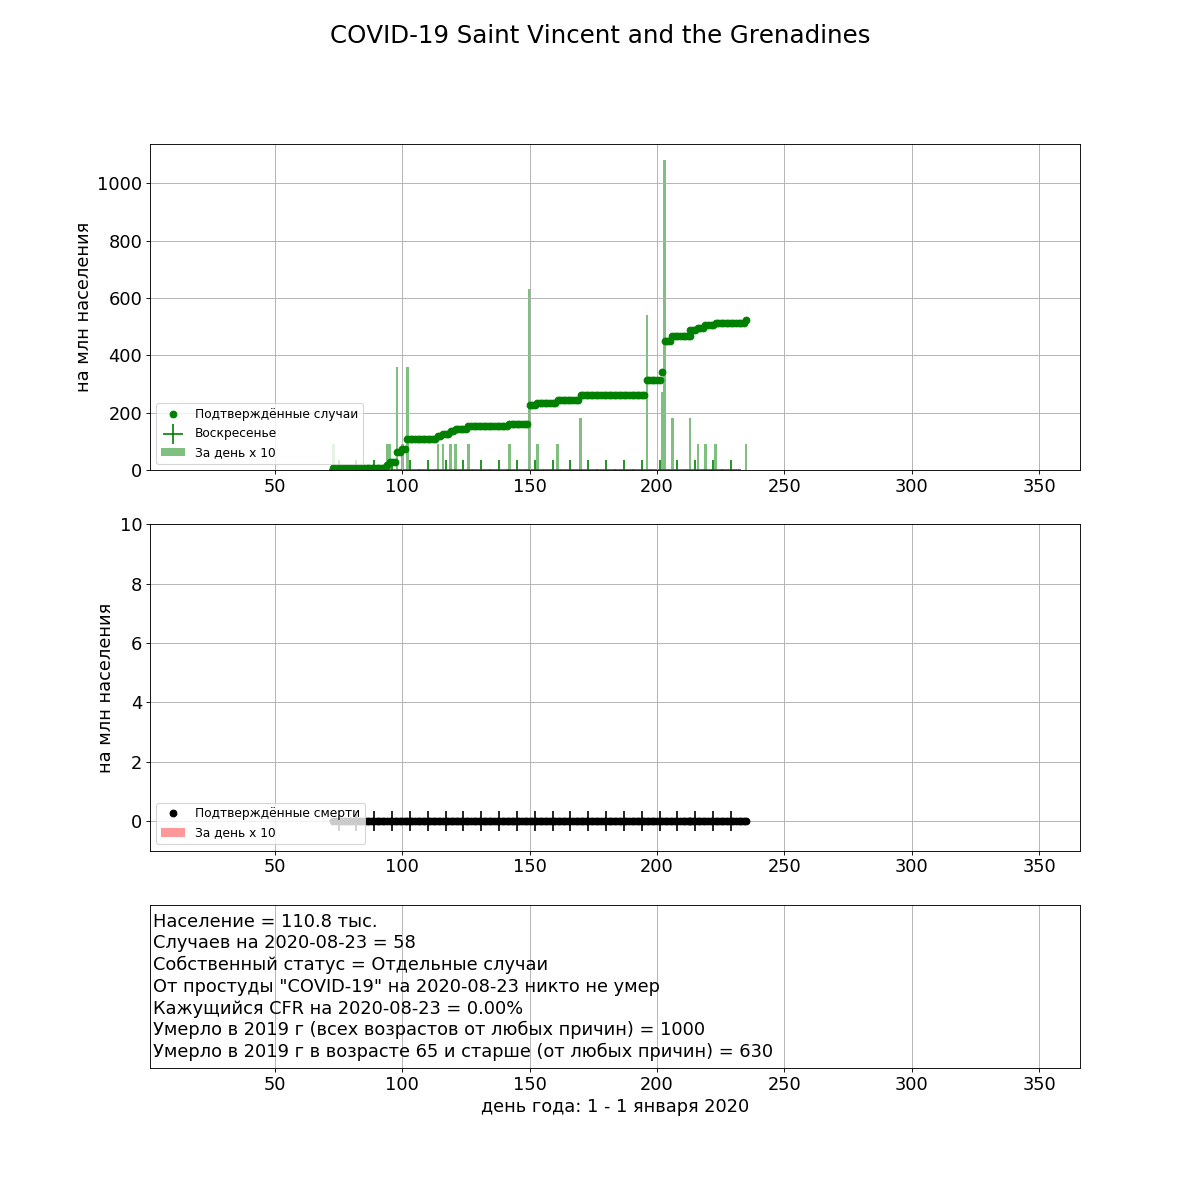 COVID-19 Saint Vincent and the Grenadines
на млн населения
1000
800
600
400
200
0
Подтверждённые случаи
Воскресенье
За день x 10
50 100 150 200 250 300 350
на млн населения
10
8
6
4
2
0
Подтверждённые смерти
За день x 10
50 100 150 200 250 300 350
Население = 110.8 тыс.
Случаев на 2020-08-23 = 58
Собственный статус = Отдельные случаи
От простуды "COVID-19" на 2020-08-23 никто не умер
Кажущийся CFR на 2020-08-23 = 0.00%
Умерло в 2019 г (всех возрастов от любых причин) = 1000
Умерло в 2019 г в возрасте 65 и старше (от любых причин) = 630
50 100 150 200 250 300 350
день года: 1 - 1 января 2020